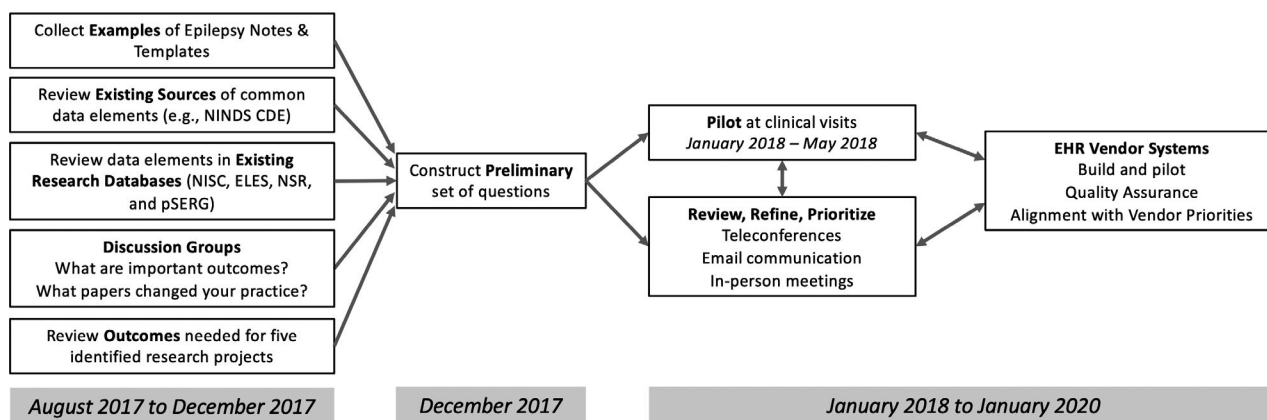 Collect Examples of Epilepsy Notes &
Templates
Review Existing Sources of common
data elements (e.g., NINDS CDE)
Review data elements in Existing
Research Databases (NISC, ELES, NSR,
and pSERG)
Discussion Groups
What are important outcomes?
What papers changed your practice?
Review Outcomes needed for five
identified research projects
August 2017 to December 2017
Construct Preliminary
set of questions
December 2017
Pilot at clinical visits
January 2018 – May 2018
Review, Refine, Prioritize
Teleconferences
Email communication
In-person meetings
EHR Vendor Systems
Build and pilot
Quality Assurance
Alignment with Vendor Priorities
January 2018 to January 2020